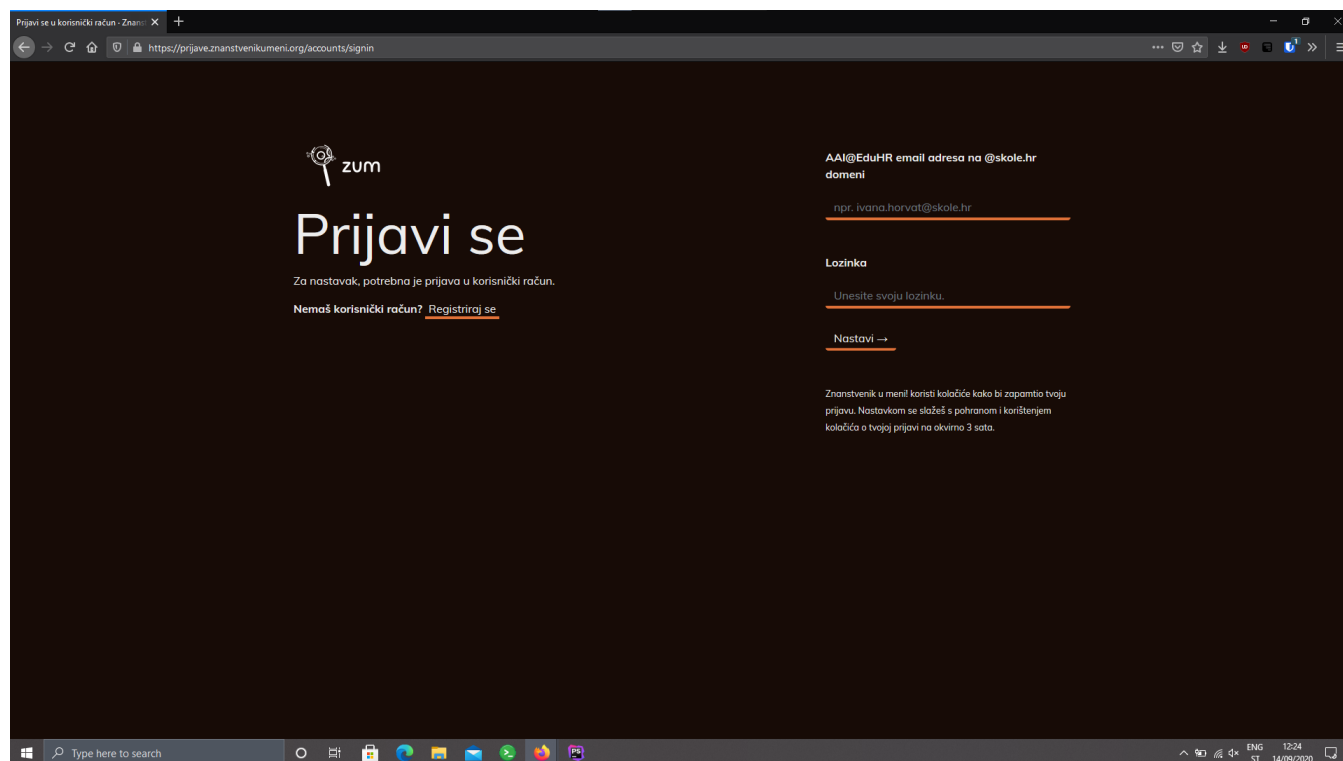 Prijavi se u korisnički račun - Znans
https://prijave.znanstvenikumeni.org/accounts/signin
zum
Prijavi se
Za nastavak, potrebna je prijava u korisnički račun.
Nemaš korisnički račun? Registriraj se
AAI@EduHR email adresa na @skole.hr
domeni
npr. ivana.horvat@skole.hr
Lozinka
Unesite svoju lozinku.
Nastavi →
Znanstvenik u meni! koristi kolačiće kako bi zapamtio tvoju
prijavu. Nastavkom se slažeš s pohranom i korištenjem
kolačića o tvojoj prijavi na okvirno 3 sata.
Type here to search
PS
ENG
ST
12:24
14/09/2020